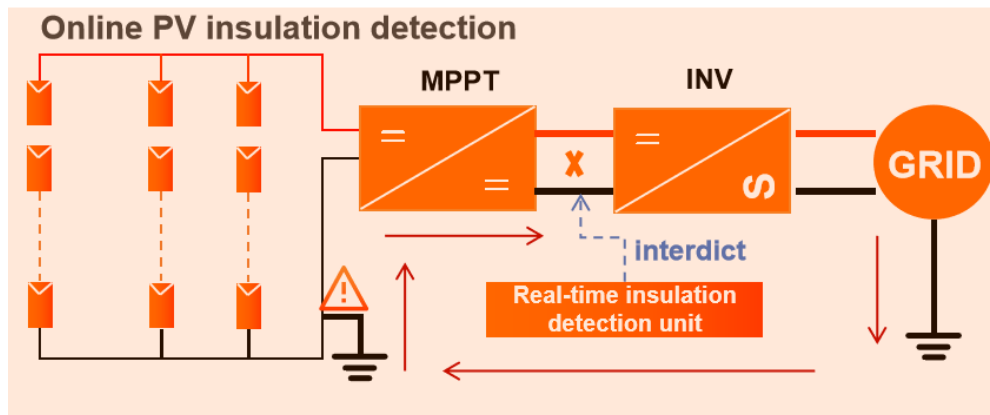 Online PV insulation detection
MPPT
INV
GRID
interdict
Real-time insulation
detection unit